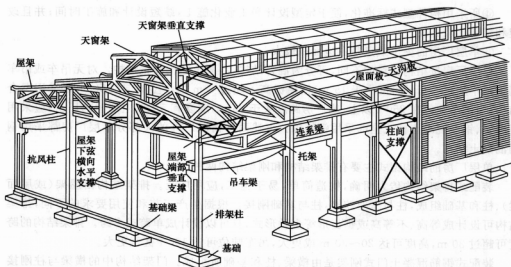 天窗架垂直支撑
天窗架
屋架
屋面板
天沟板
连系梁
柱间
支撑
托架
抗风柱
屋架
下弦
横向
水平支撑
屋架
端部
垂直
支撑
吊车梁
基础梁
排架柱
基础